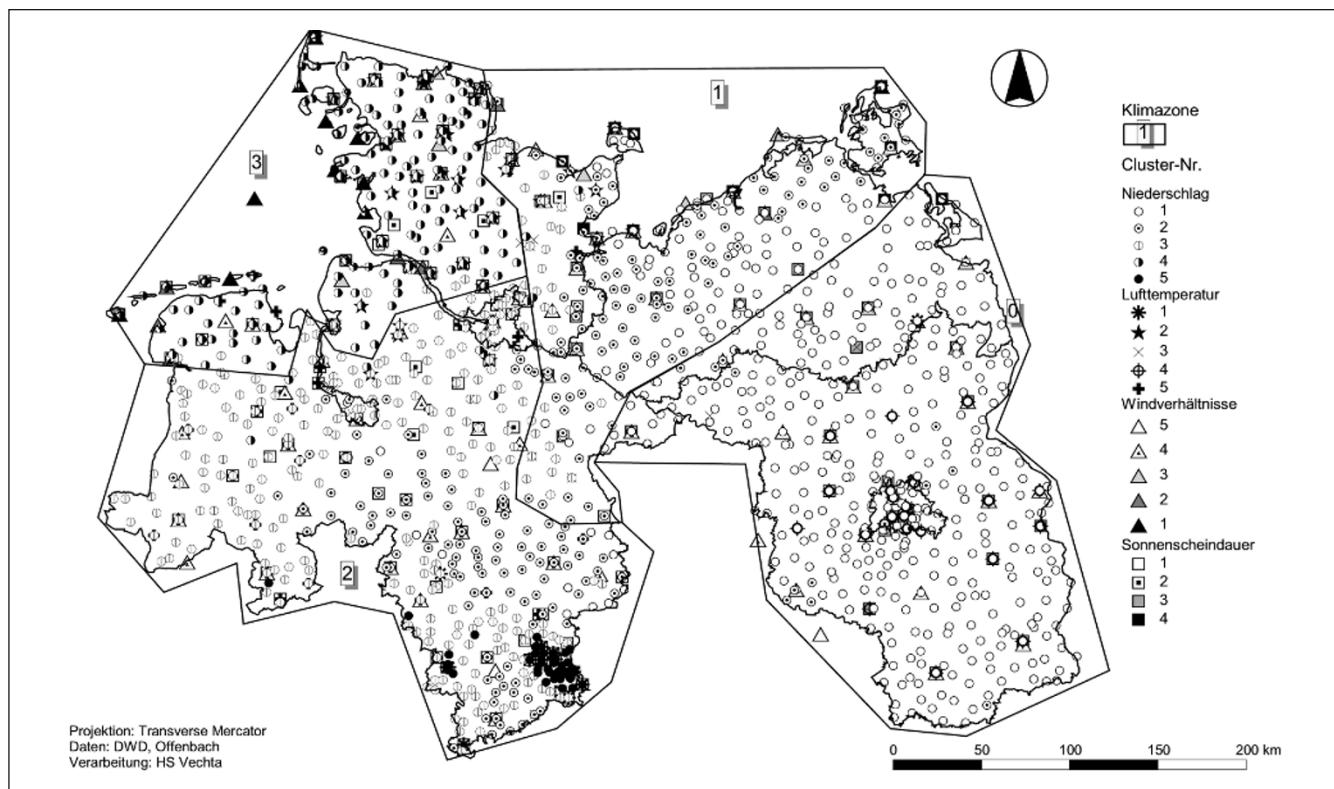 1
3
0
2
Klimazone
1
Cluster-Nr.
Niederschlag
1
2
3
4
5
Lufttemperatur
1
2
3
4
5
Windverhältnisse
5
4
3
2
1
Sonnenscheindauer
1
2
3
4
Projektion: Transverse Mercator
Daten: DWD, Offenbach
Verarbeitung: HS Vechta
0 50 100 150 200 km